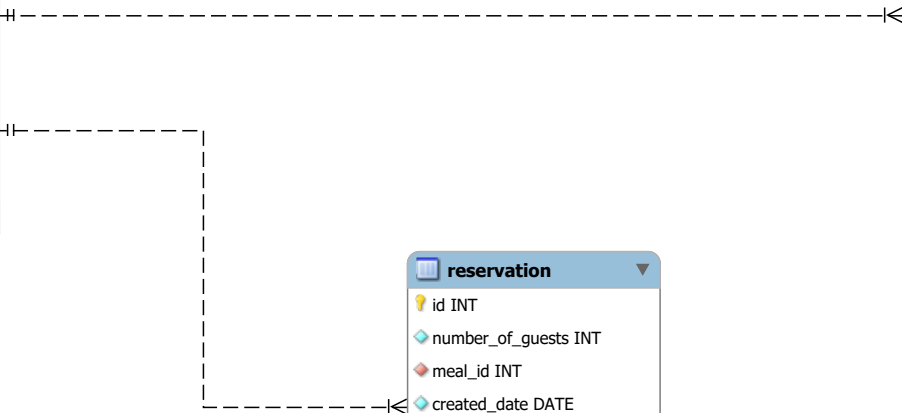 reservation
id INT
number_of_guests INT
meal_id INT
created_date DATE